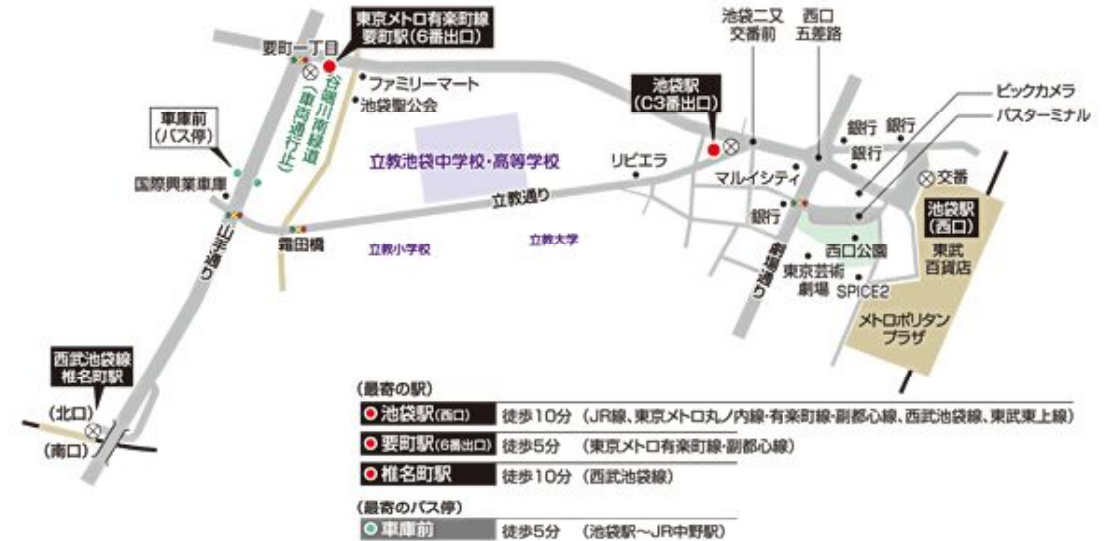 東京メトロ有楽町線
要町駅(6番出口)
要町一丁目
ファミリーマート
池袋聖公会
谷端川南緑道
(車両通行止)
車庫前
(バス停)
国際興業車庫
山手通り
霜田橋
立教池袋中学校・高等学校
立教小学校
立教大学
立教通り
リビエラ
池袋駅
(C3番出口)
池袋二又
交番前
西口
五差路
ビックカメラ
バスターミナル
銀行
銀行
銀行
マルイシティ
銀行
交番
池袋駅
(西口)
東武
百貨店
西口公園
東京芸術
劇場
SPICE2
劇場通り
メトロポリタン
プラザ
西武池袋線
椎名町駅
(北口)
(南口)
(最寄の駅)
池袋駅(西口) 徒歩10分 (JR線、東京メトロ丸ノ内線・有楽町線・副都心線、西武池袋線、東武東上線)
要町駅(6番出口) 徒歩5分 (東京メトロ有楽町線・副都心線)
椎名町駅 徒歩10分 (西武池袋線)
(最寄のバス停)
車庫前 徒歩5分 (池袋駅〜JR中野駅)